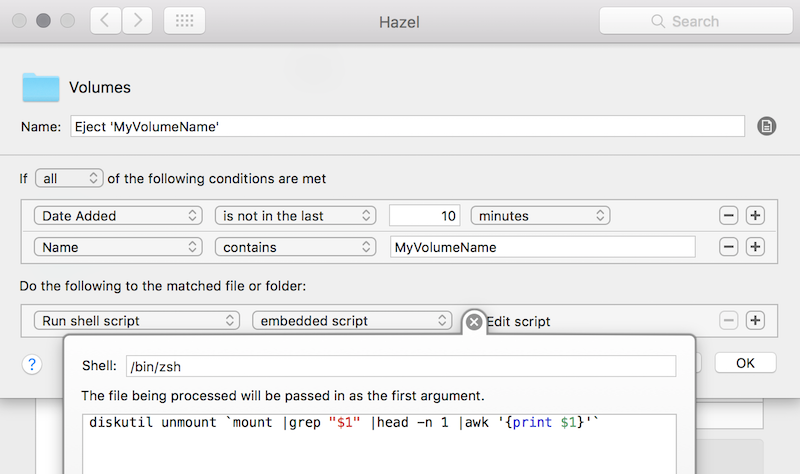 Hazel
Search
Volumes
Name: Eject 'MyVolumeName'
If all of the following conditions are met
Date Added is not in the last 10 minutes
Name contains MyVolumeName
Do the following to the matched file or folder:
Run shell script embedded script Edit script
? OK
Shell: /bin/zsh
The file being processed will be passed in as the first argument.
diskutil unmount `mount |grep "$1" |head -n 1 |awk '{print $1}'`